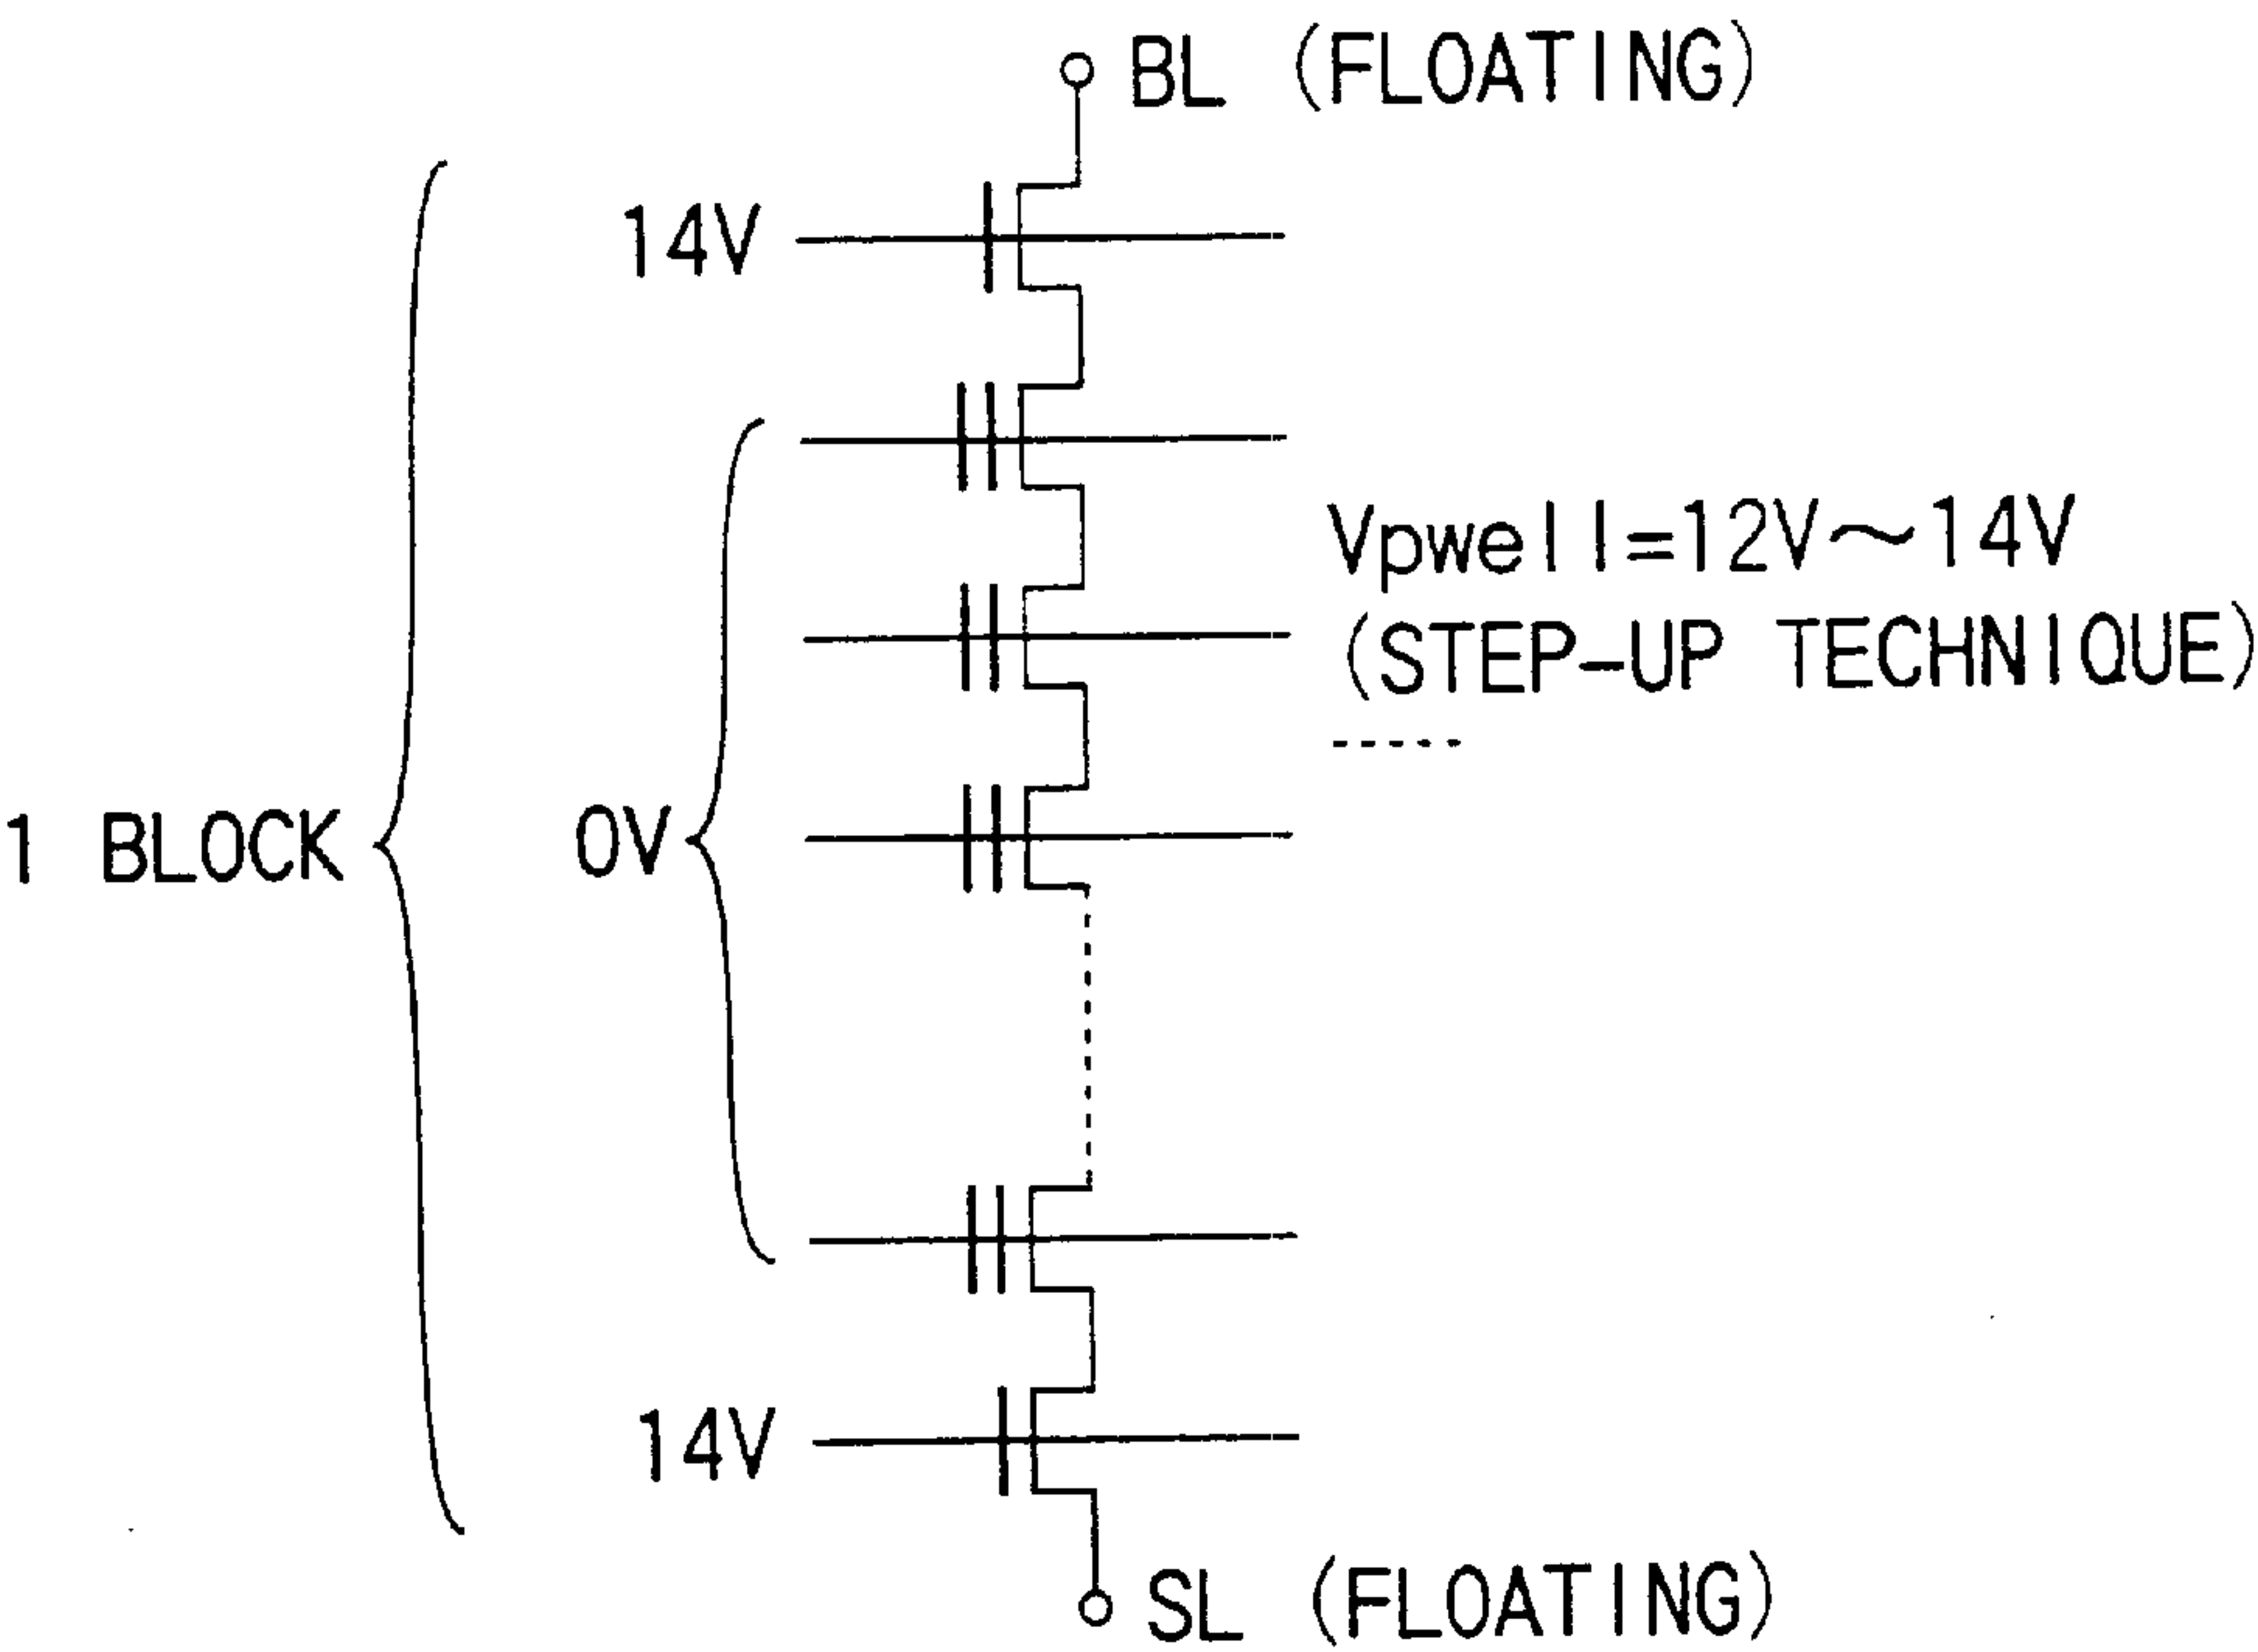 BL (FLOATING)
14V
Vpwell=12V～14V
(STEP-UP TECHNIQUE)
1 BLOCK
0V
14V
SL (FLOATING)